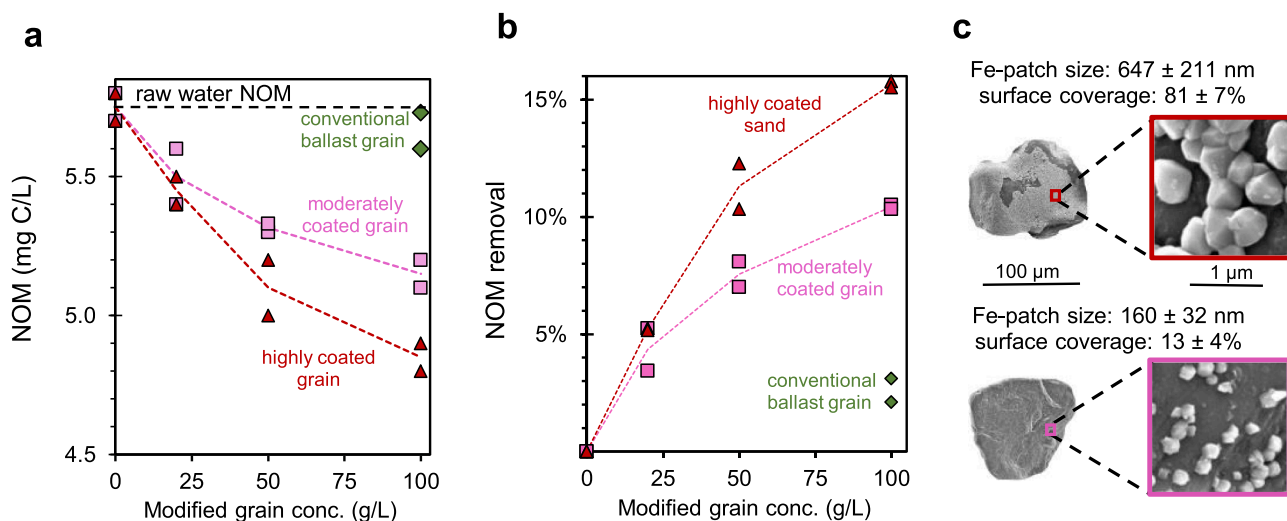 a
raw water NOM
conventional
ballast grain
moderately
coated grain
highly coated
grain
NOM (mg C/L)
5.5
5.0
4.5
0
25
50
75
100
Modified grain conc. (g/L)
b
highly coated
sand
moderately
coated grain
conventional
ballast grain
NOM removal
15%
10%
5%
0
25
50
75
100
Modified grain conc. (g/L)
c
Fe-patch size: 647 ± 211 nm
surface coverage: 81 ± 7%
100 µm
1 µm
Fe-patch size: 160 ± 32 nm
surface coverage: 13 ± 4%